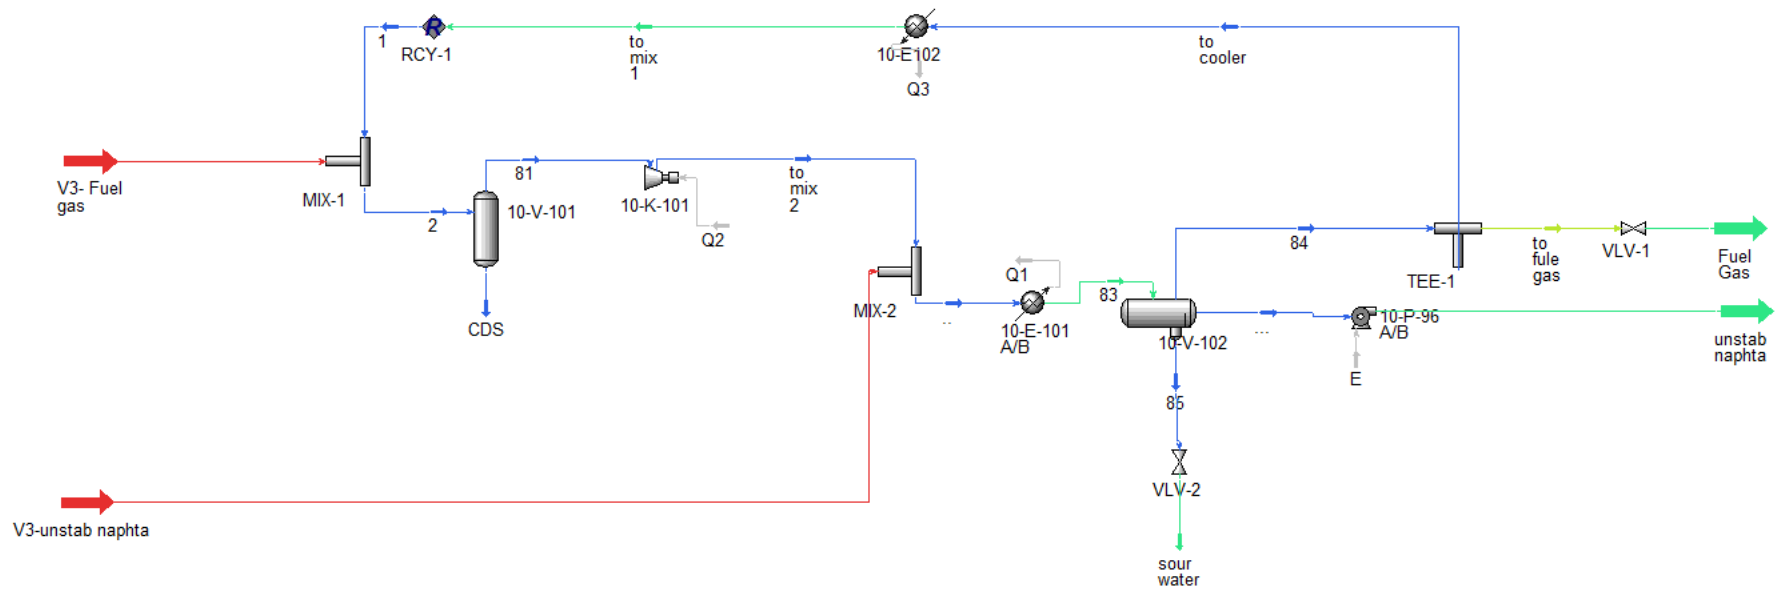 1
RCY-1
to
mix
1
10-E102
Q3
to
cooler
V3- Fuel
gas
MIX-1
2
10-V-101
CDS
81
10-K-101
Q2
to
mix
2
MIX-2
..
Q1
10-E-101
A/B
83
10-V-102
84
TEE-1
to
fule
gas
VLV-1
Fuel
Gas
...
10-P-96
A/B
E
unstab
naphta
85
VLV-2
sour
water
V3-unstab naphta
R